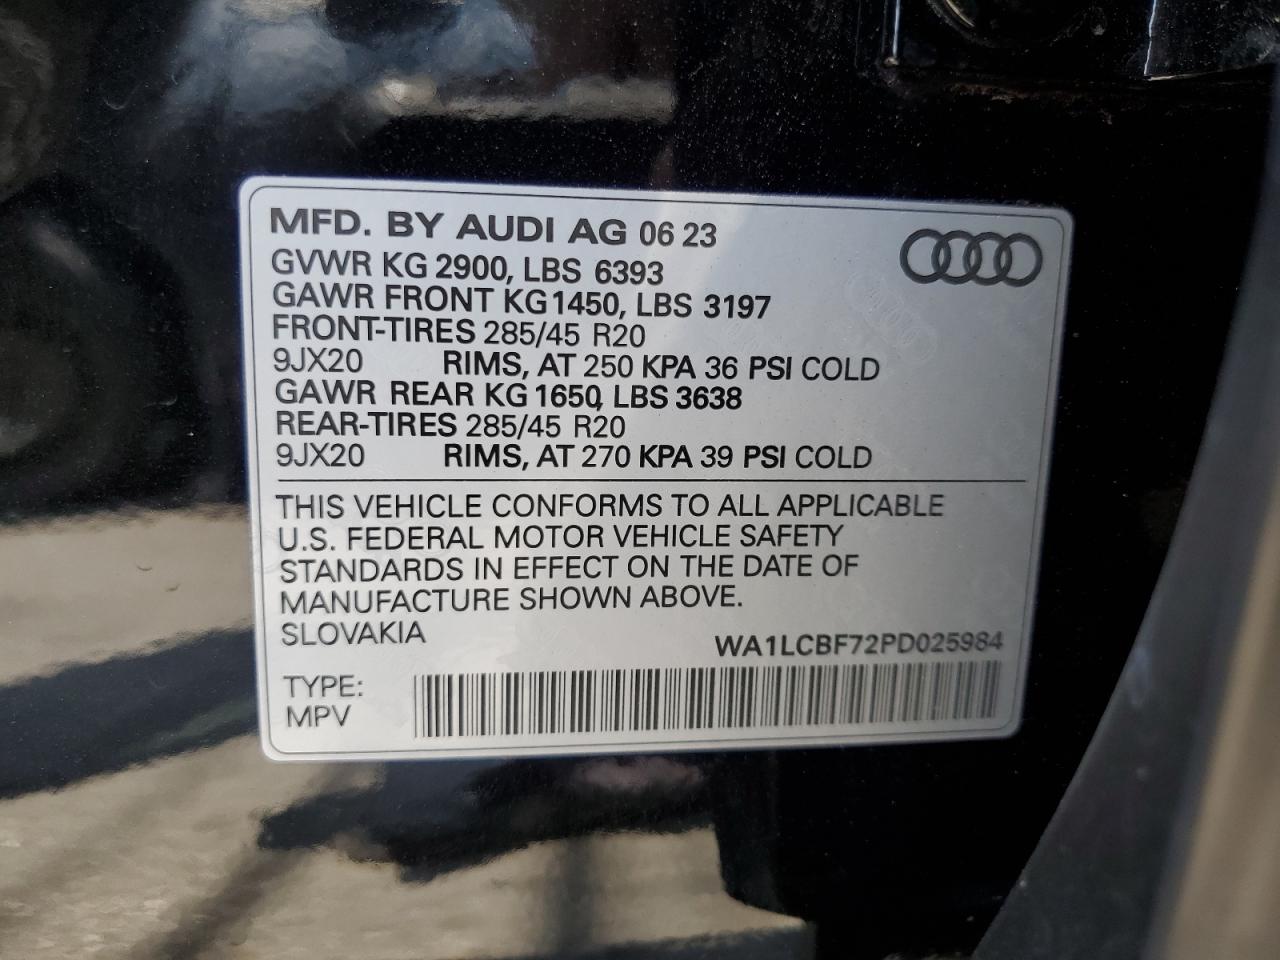 MFD. BY AUDI AG 06 23
GVWR KG 2900, LBS 6393
GAWR FRONT KG 1450, LBS 3197
FRONT-TIRES 285/45 R20
9JX20 RIMS, AT 250 KPA 36 PSI COLD
GAWR REAR KG 1650, LBS 3638
REAR-TIRES 285/45 R20
9JX20 RIMS, AT 270 KPA 39 PSI COLD
THIS VEHICLE CONFORMS TO ALL APPLICABLE
U.S. FEDERAL MOTOR VEHICLE SAFETY
STANDARDS IN EFFECT ON THE DATE OF
MANUFACTURE SHOWN ABOVE.
SLOVAKIA WA1LCBF72PD025984
TYPE:
MPV